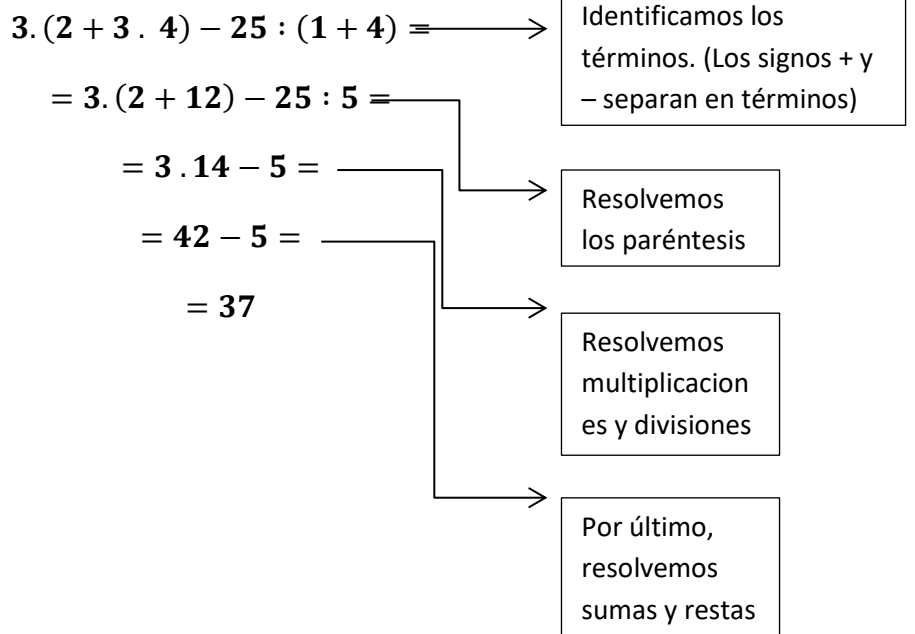 3. (2 + 3 . 4) − 25 : (1 + 4) =
= 3. (2 + 12) − 25 : 5 =
= 3 . 14 − 5 =
= 42 − 5 =
= 37
Identificamos los
términos. (Los signos + y
– separan en términos)
Resolvemos
los paréntesis
Resolvemos
multiplicacion
es y divisiones
Por último,
resolvemos
sumas y restas